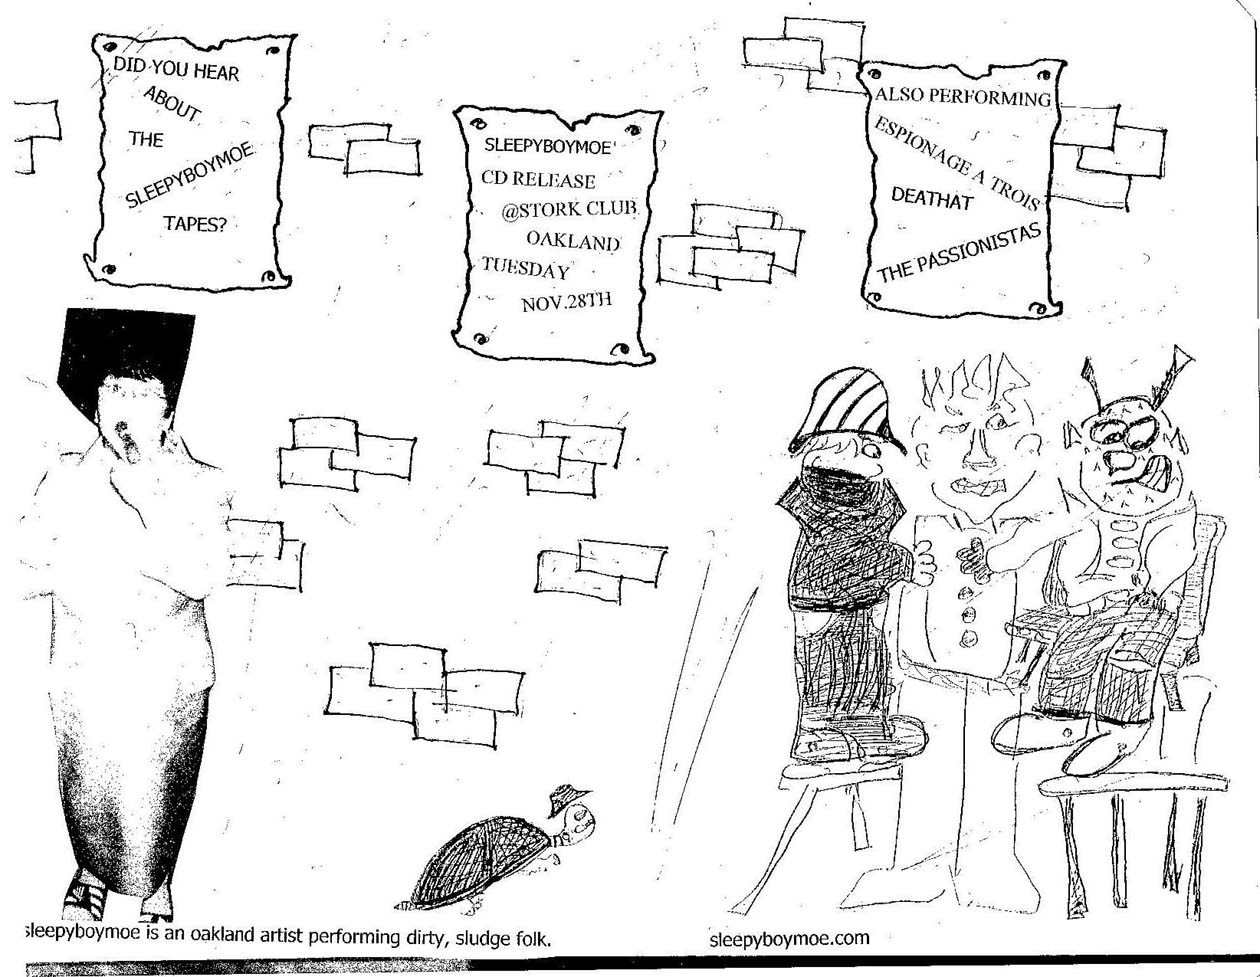 DID YOU HEAR
ABOUT
THE
SLEEPYBOYMOE
TAPES?
SLEEPYBOYMOE'
CD RELEASE
@STORK CLUB
OAKLAND
TUESDAY
NOV.28TH
ALSO PERFORMING
ESPIONAGE A TROIS
DEATHAT
THE PASSIONISTAS
sleepyboymoe is an oakland artist performing dirty, sludge folk.
sleepyboymoe.com